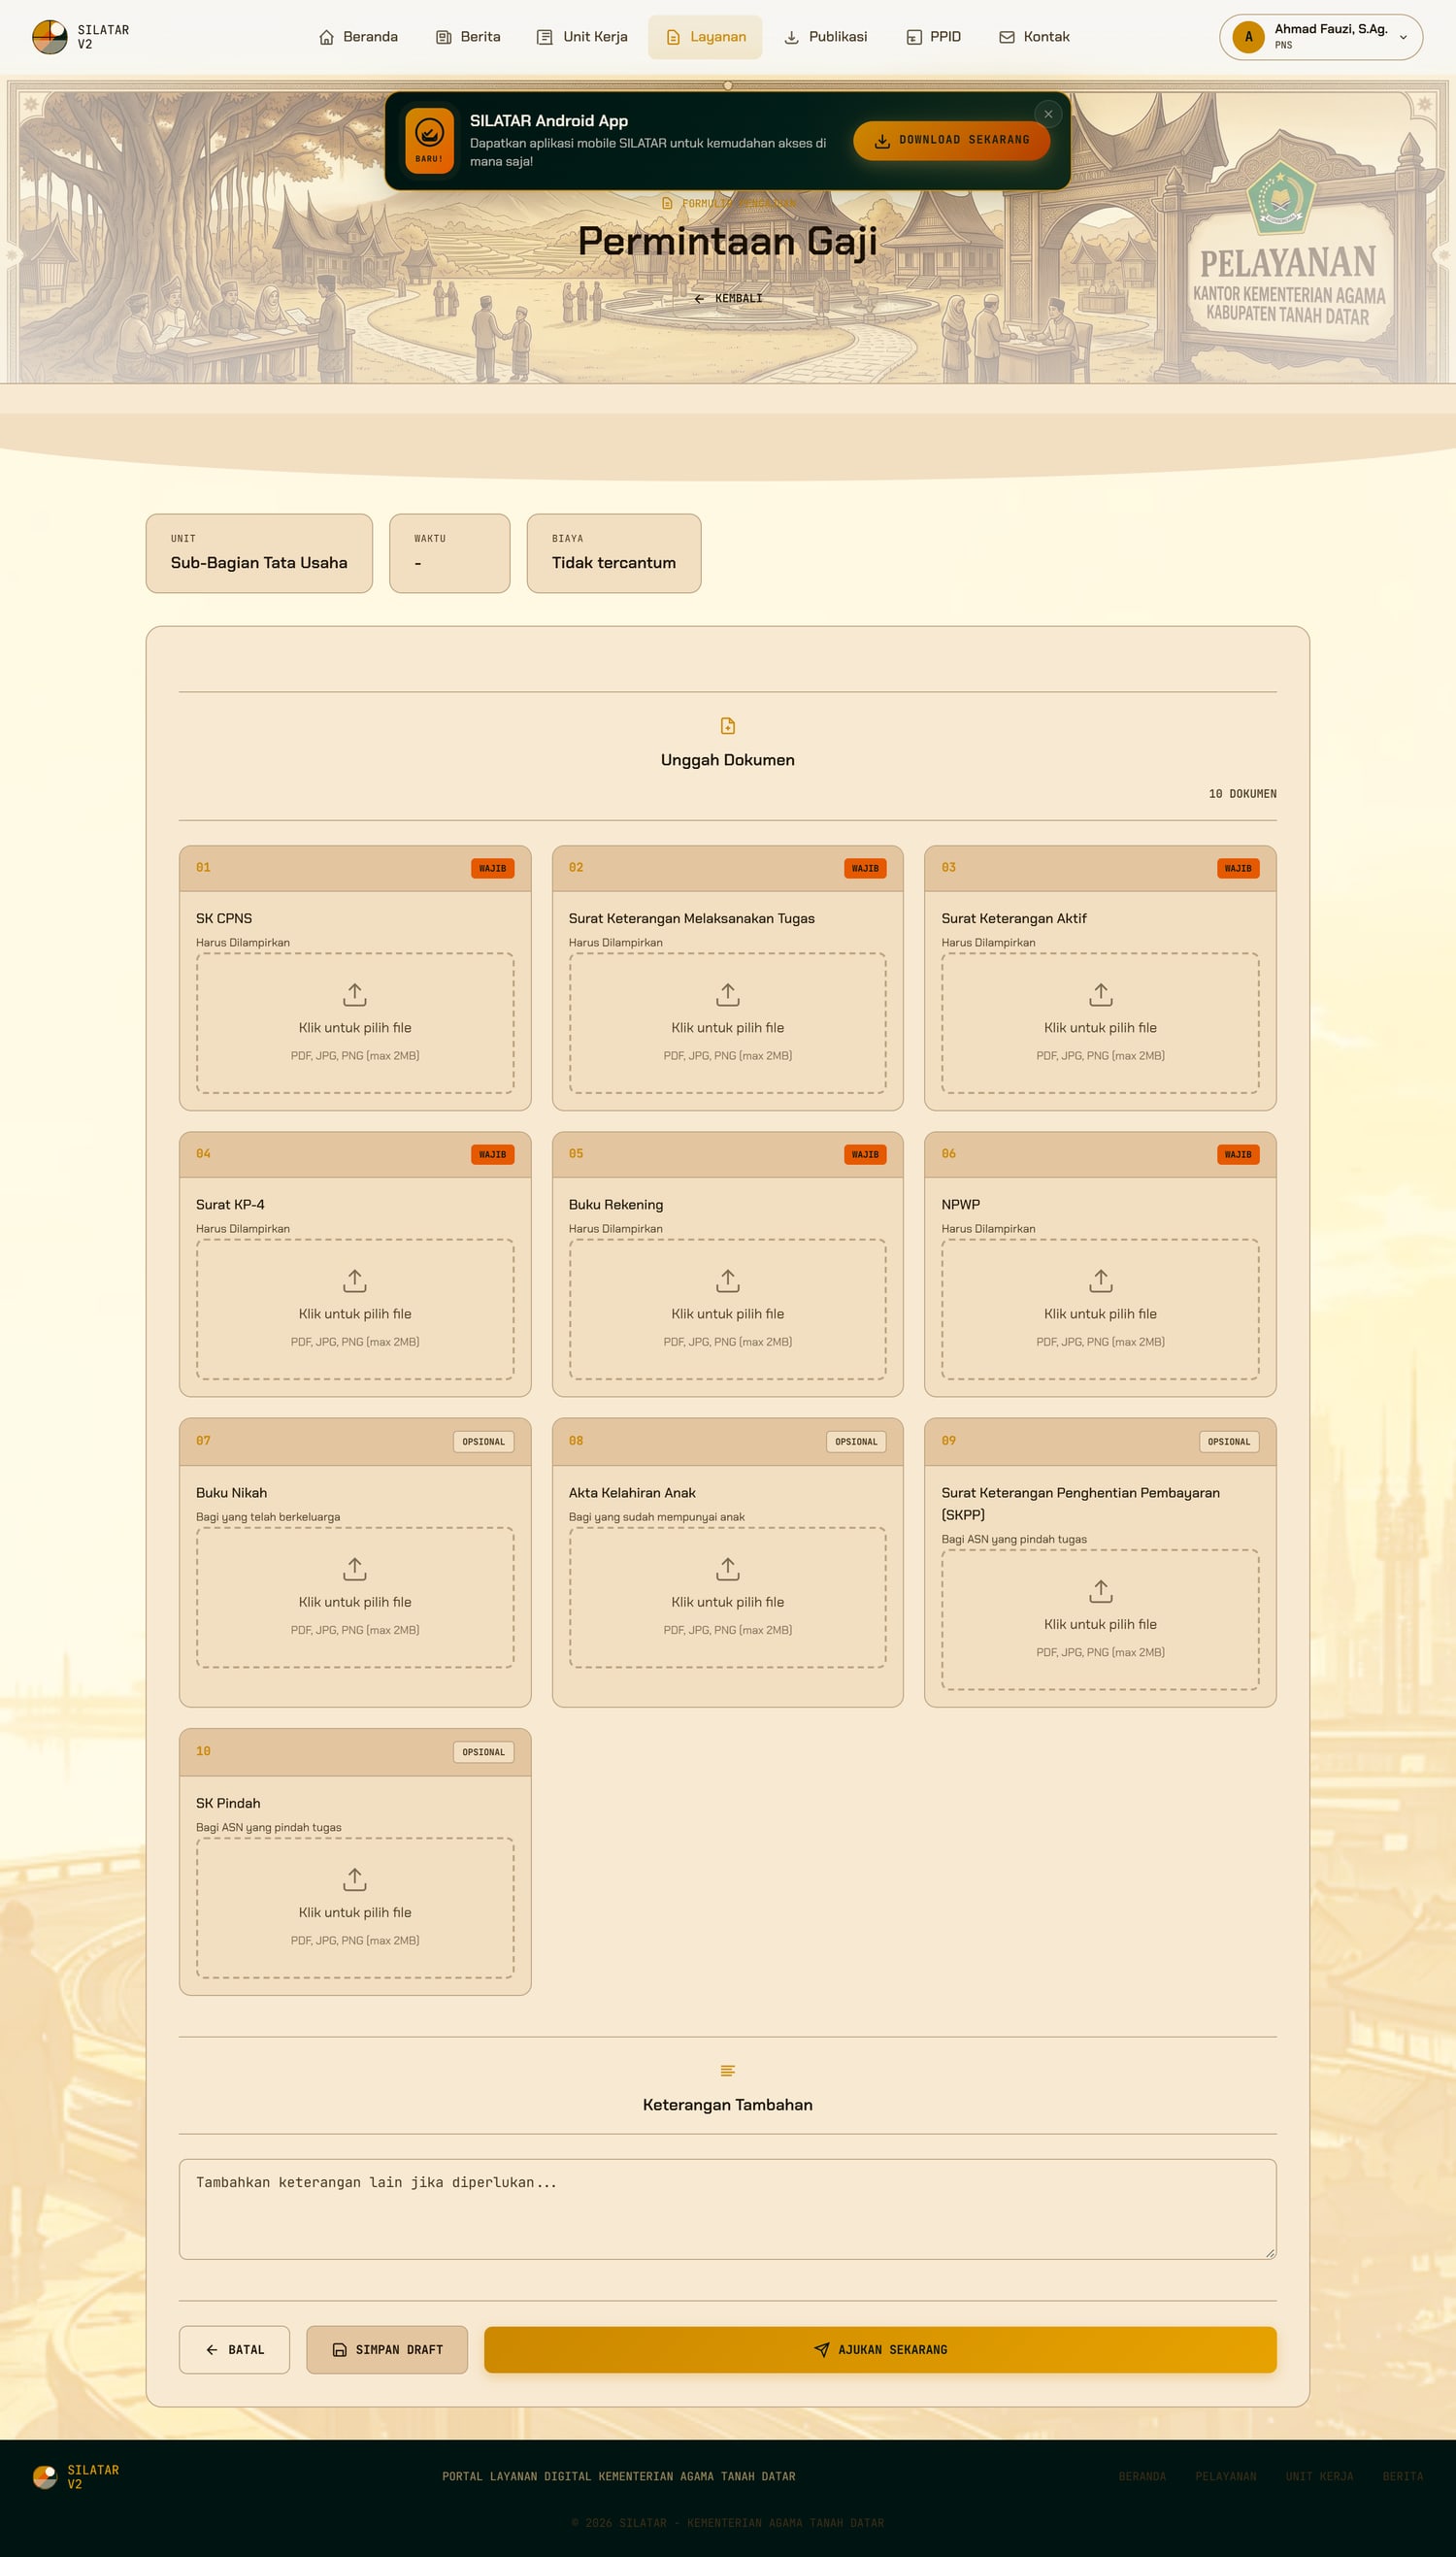 SILATAR
V2
Beranda
Berita
Unit Kerja
Layanan
Publikasi
PPID
Kontak
A
Ahmad Fauzi, S.Ag.
PNS
BARU!
SILATAR Android App
Dapatkan aplikasi mobile SILATAR untuk kemudahan akses di
mana saja!
DOWNLOAD SEKARANG
Permintaan Gaji
KEMBALI
PELAYANAN
KANTOR KEMENTERIAN AGAMA
KABUPATEN TANAH DATAR
UNIT
Sub-Bagian Tata Usaha
WAKTU
-
BIAYA
Tidak tercantum
Unggah Dokumen
10 DOKUMEN
01
WAJIB
SK CPNS
Harus Dilampirkan
Klik untuk pilih file
PDF, JPG, PNG (max 2MB)
02
WAJIB
Surat Keterangan Melaksanakan Tugas
Harus Dilampirkan
Klik untuk pilih file
PDF, JPG, PNG (max 2MB)
03
WAJIB
Surat Keterangan Aktif
Harus Dilampirkan
Klik untuk pilih file
PDF, JPG, PNG (max 2MB)
04
WAJIB
Surat KP-4
Harus Dilampirkan
Klik untuk pilih file
PDF, JPG, PNG (max 2MB)
05
WAJIB
Buku Rekening
Harus Dilampirkan
Klik untuk pilih file
PDF, JPG, PNG (max 2MB)
06
WAJIB
NPWP
Harus Dilampirkan
Klik untuk pilih file
PDF, JPG, PNG (max 2MB)
07
OPSIONAL
Buku Nikah
Bagi yang telah berkeluarga
Klik untuk pilih file
PDF, JPG, PNG (max 2MB)
08
OPSIONAL
Akta Kelahiran Anak
Bagi yang sudah mempunyai anak
Klik untuk pilih file
PDF, JPG, PNG (max 2MB)
09
OPSIONAL
Surat Keterangan Penghentian Pembayaran
(SKPP)
Bagi ASN yang pindah tugas
Klik untuk pilih file
PDF, JPG, PNG (max 2MB)
10
OPSIONAL
SK Pindah
Bagi ASN yang pindah tugas
Klik untuk pilih file
PDF, JPG, PNG (max 2MB)
Keterangan Tambahan
Tambahkan keterangan lain jika diperlukan...
BATAL
SIMPAN DRAFT
AJUKAN SEKARANG
SILATAR
V2
PORTAL LAYANAN DIGITAL KEMENTERIAN AGAMA TANAH DATAR
BERANDA
PELAYANAN
UNIT KERJA
BERITA
© 2026 SILATAR - KEMENTERIAN AGAMA TANAH DATAR